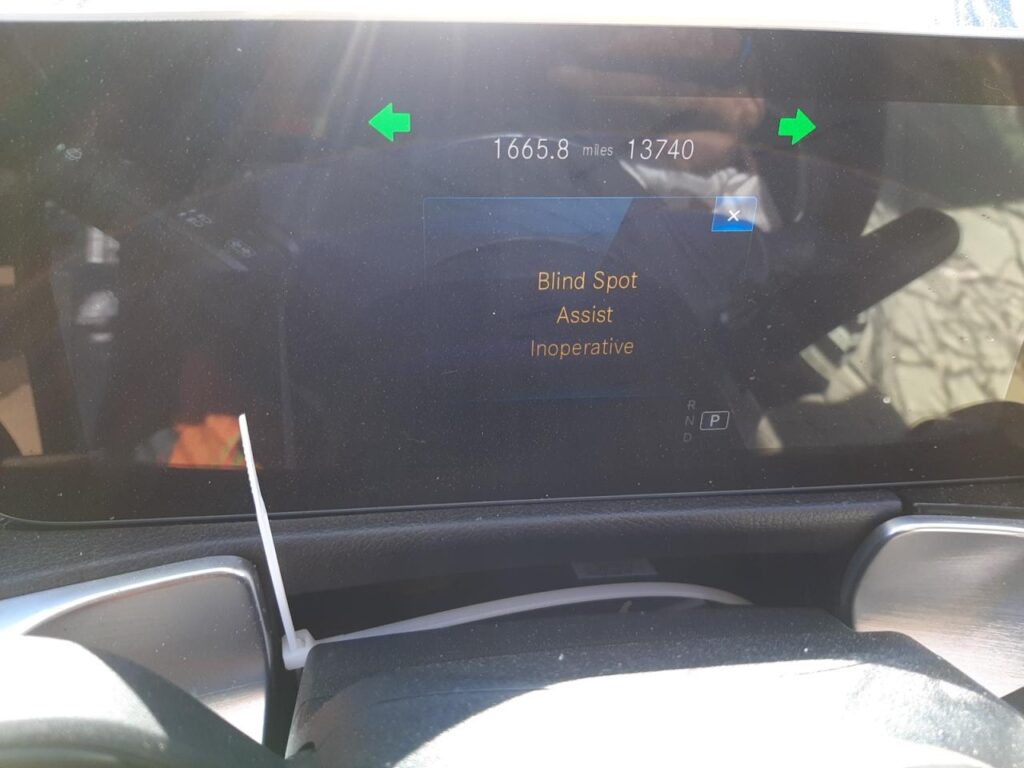 1665.8 miles 13740
×
Blind Spot
Assist
Inoperative
R
N P
D